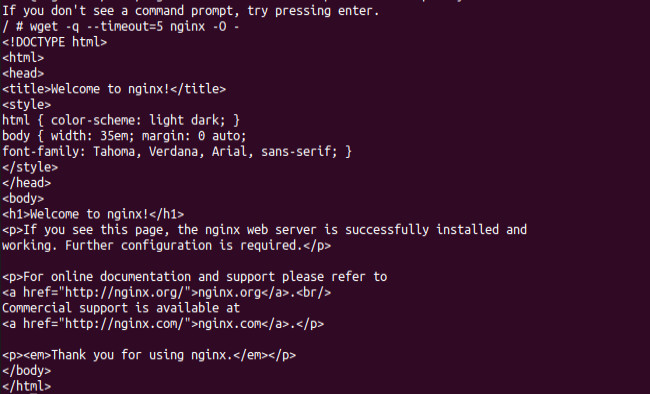 If you don't see a command prompt, try pressing enter.
/ # wget -q --timeout=5 nginx -O -
<!DOCTYPE html>
<html>
<head>
<title>Welcome to nginx!</title>
<style>
html { color-scheme: light dark; }
body { width: 35em; margin: 0 auto;
font-family: Tahoma, Verdana, Arial, sans-serif; }
</style>
</head>
<body>
<h1>Welcome to nginx!</h1>
<p>If you see this page, the nginx web server is successfully installed and
working. Further configuration is required.</p>

<p>For online documentation and support please refer to
<a href="http://nginx.org/">nginx.org</a>.<br/>
Commercial support is available at
<a href="http://nginx.com/">nginx.com</a>.</p>

<p><em>Thank you for using nginx.</em></p>
</body>
</html>